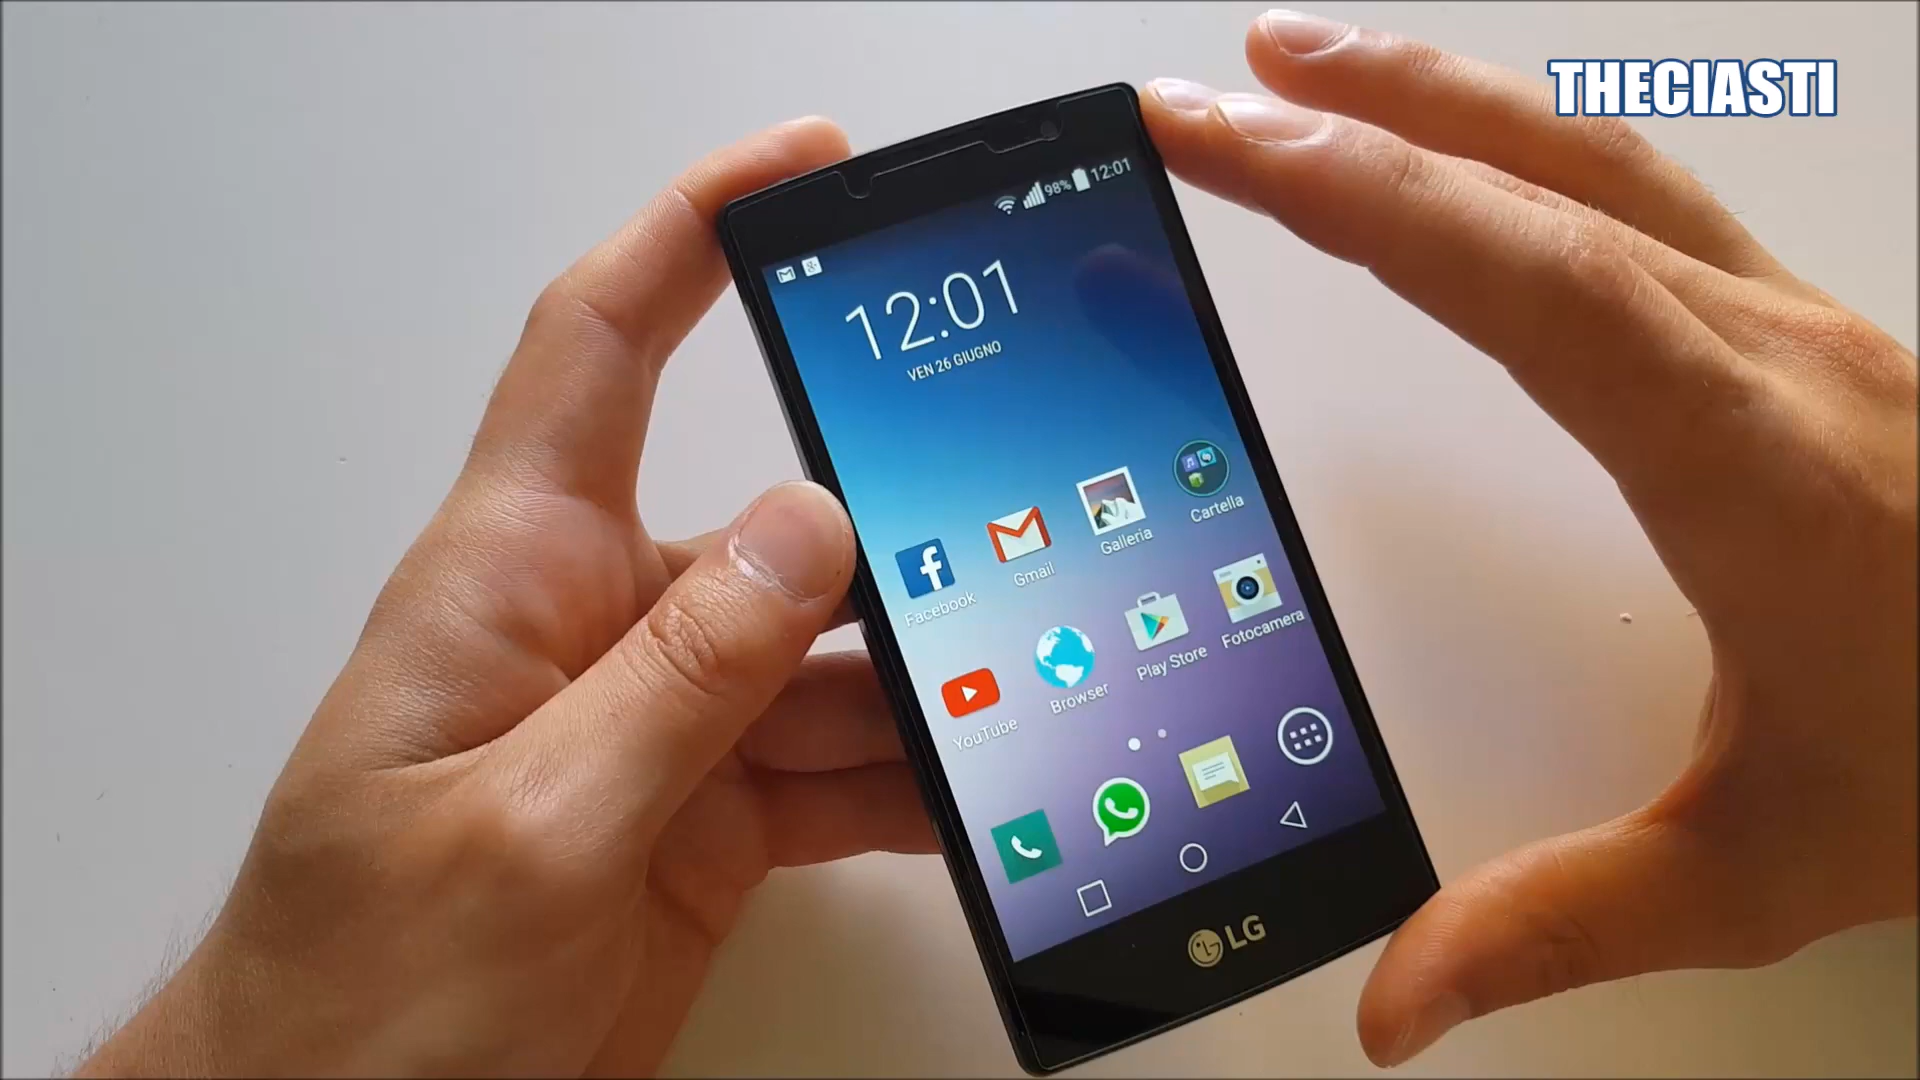 THECIASTI
98% 12:01
12:01
VEN 26 GIUGNO
Facebook
Gmail
Galleria
Cartella
YouTube
Browser
Play Store
Fotocamera
LG